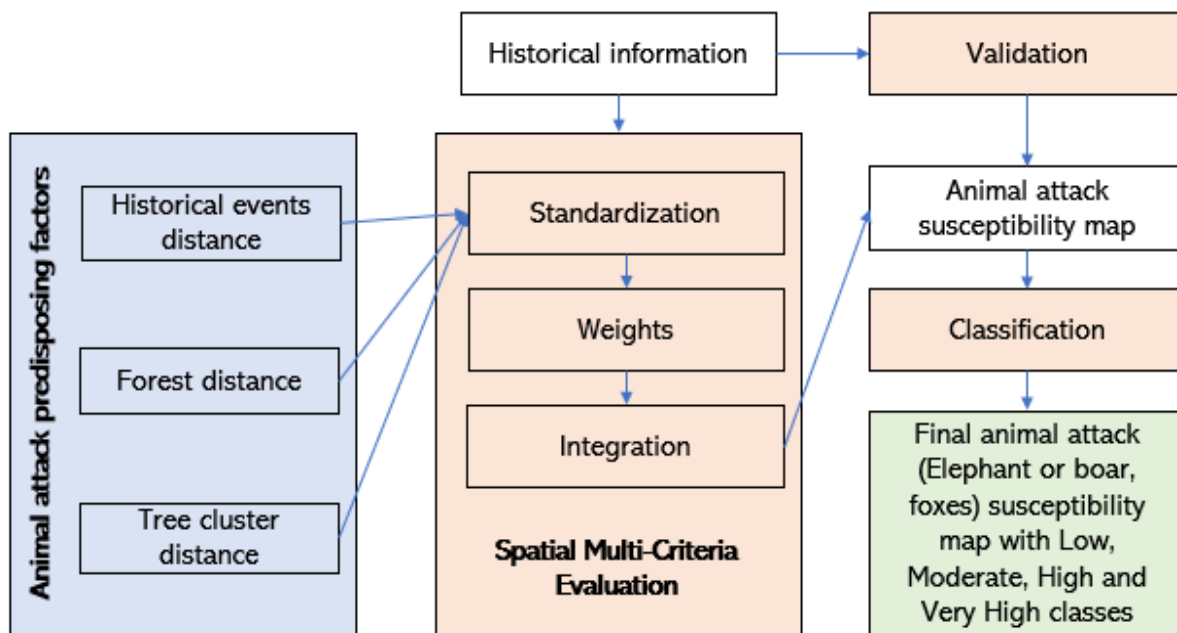 Historical information
Validation
Animal attack predisposing factors
Historical events
distance
Forest distance
Tree cluster
distance
Standardization
Weights
Integration
Spatial Multi-Criteria
Evaluation
Animal attack
susceptibility map
Classification
Final animal attack
(Elephant or boar,
foxes) susceptibility
map with Low,
Moderate, High and
Very High classes